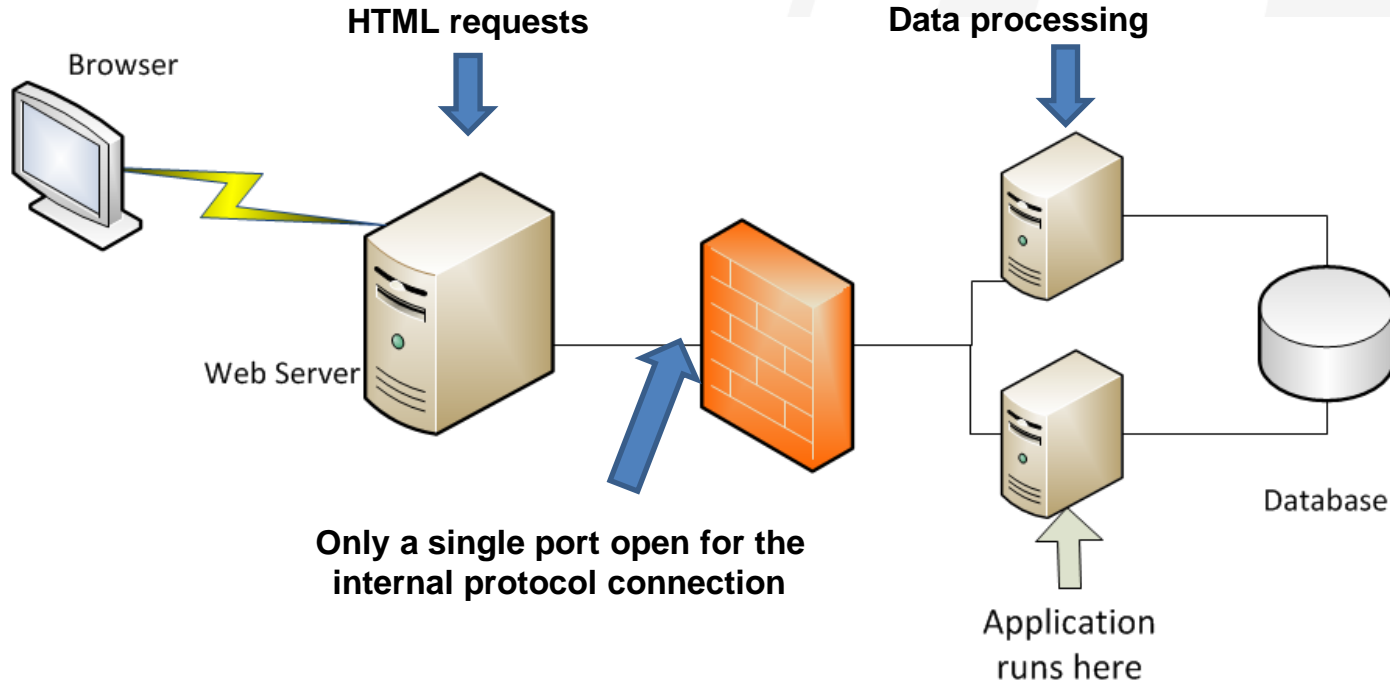 HTML requests
Data processing
Browser
Web Server
Only a single port open for the
internal protocol connection
Database
Application
runs here